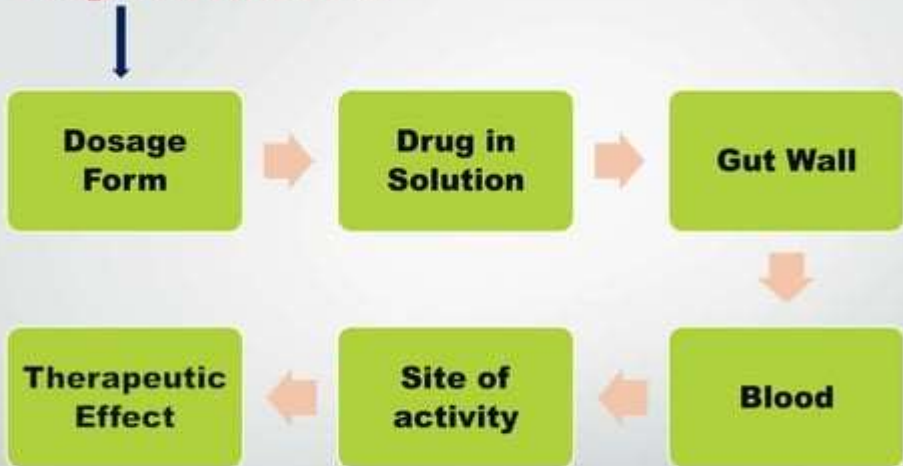 Dosage
Form
Drug in
Solution
Gut Wall
Blood
Site of
activity
Therapeutic
Effect